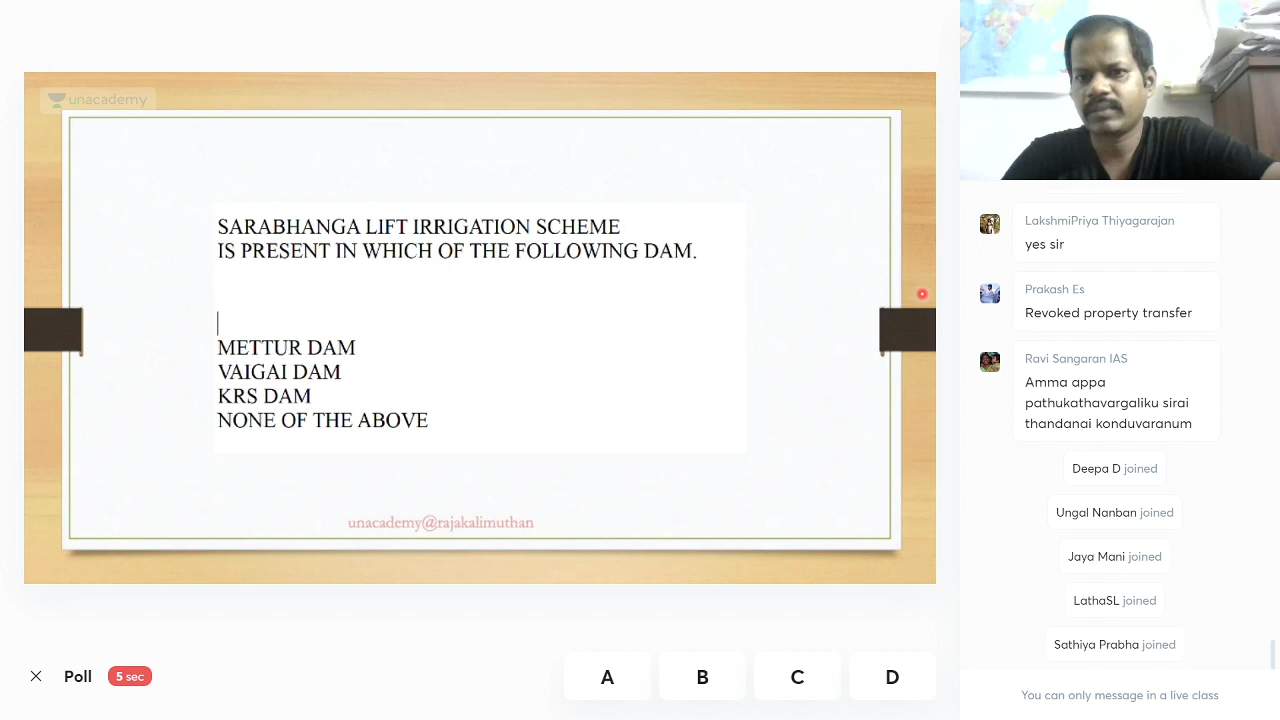 unacademy
SARABHANGA LIFT IRRIGATION SCHEME
IS PRESENT IN WHICH OF THE FOLLOWING DAM.
METTUR DAM
VAIGAI DAM
KRS DAM
NONE OF THE ABOVE
unacademy@rajakalimuthan
Poll
5 sec
A
B
C
D
LakshmiPriya Thiyagarajan
yes sir
Prakash Es
Revoked property transfer
Ravi Sangaran IAS
Amma appa
pathukathavargaliku sirai
thandanai konduvaranum
Deepa D joined
Ungal Nanban joined
Jaya Mani joined
LathaSL joined
Sathiya Prabha joined
You can only message in a live class